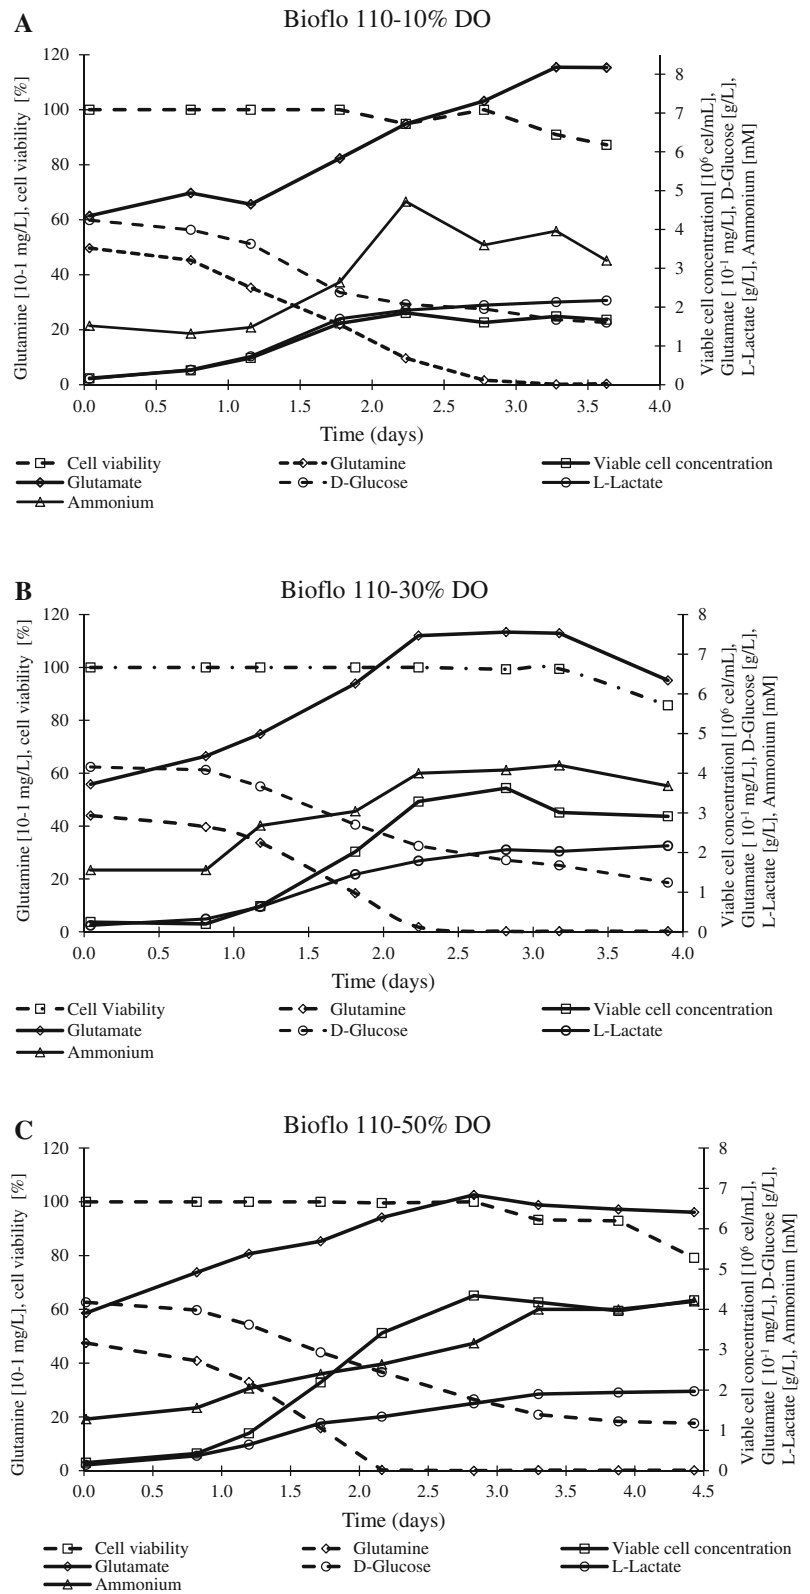 A
Bioflo 110-10% DO
Glutamine [10-1 mg/L], cell viability [%]
120
100
80
60
40
20
0
8
7
6
5
4
3
2
1
0
Viable cell concentrationl [10⁶ cel/mL],
Glutamate [ 10⁻¹ mg/L], D-Glucose [g/L],
L-Lactate [g/L], Ammonium [mM]
0.0 0.5 1.0 1.5 2.0 2.5 3.0 3.5 4.0
Time (days)
Cell viability Glutamine Viable cell concentration
Glutamate D-Glucose L-Lactate
Ammonium
B
Bioflo 110-30% DO
Glutamine [10-1 mg/L], cell viability [%]
120
100
80
60
40
20
0
8
7
6
5
4
3
2
1
0
Viable cell concentrationl [10⁶ cel/mL],
Glutamate [ 10⁻¹ mg/L], D-Glucose [g/L],
L-Lactate [g/L], Ammonium [mM]
0.0 0.5 1.0 1.5 2.0 2.5 3.0 3.5 4.0
Time (days)
Cell Viability Glutamine Viable cell concentration
Glutamate D-Glucose L-Lactate
Ammonium
C
Bioflo 110-50% DO
Glutamine [10-1 mg/L], cell viability [%]
120
100
80
60
40
20
0
8
7
6
5
4
3
2
1
0
Viable cell concentrationl [10⁶ cel/mL],
Glutamate [ 10⁻¹ mg/L], D-Glucose [g/L],
L-Lactate [g/L], Ammonium [mM]
0.0 0.5 1.0 1.5 2.0 2.5 3.0 3.5 4.0 4.5
Time (days)
Cell viability Glutamine Viable cell concentration
Glutamate D-Glucose L-Lactate
Ammonium